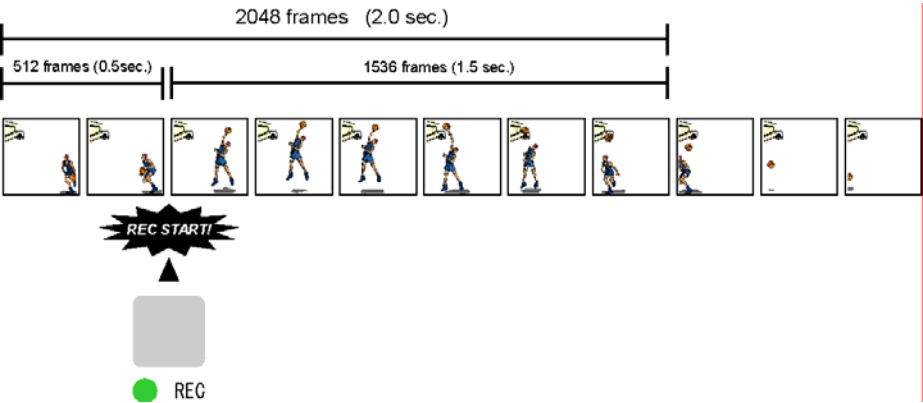 2048 frames (2.0 sec.)
512 frames (0.5sec.)
1536 frames (1.5 sec.)
REC START!
REC